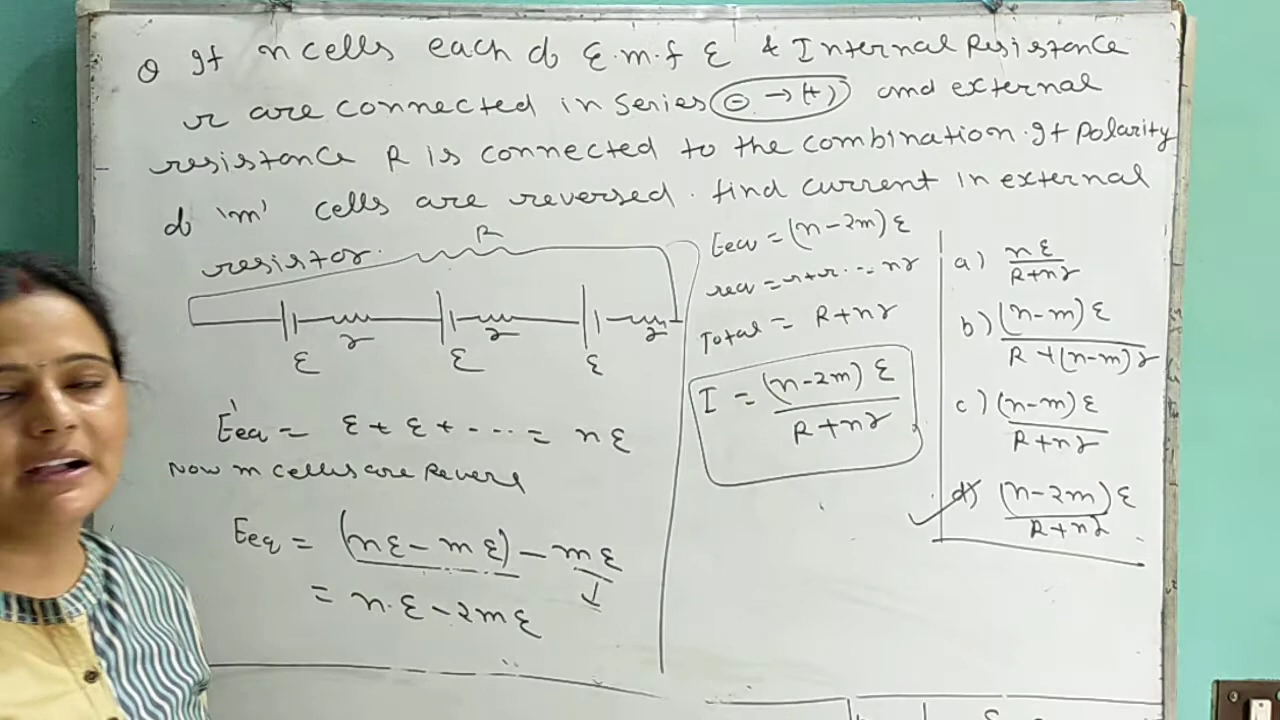 Q If n cells each of E.m.f ε & Internal Resistance
r are connected in series (-) → (+) and external
resistance R is connected to the combination. If Polarity
of 'm' cells are reversed. find current in external
resistor.
R
r r r
ε ε ε
E'eq = ε + ε + ---- = nε
Now m cells are Reverse
Eeq = (nε - mε) - mε
= n.ε - 2mε
Eeq = (n-2m)ε
req = r+r.... nr
Total = R+nr
I = (n-2m) ε / R+nr
a) nε / R+nr
b) (n-m) ε / R+(n-m)r
c) (n-m)ε / R+nr
d) (n-2m)ε / R+nr